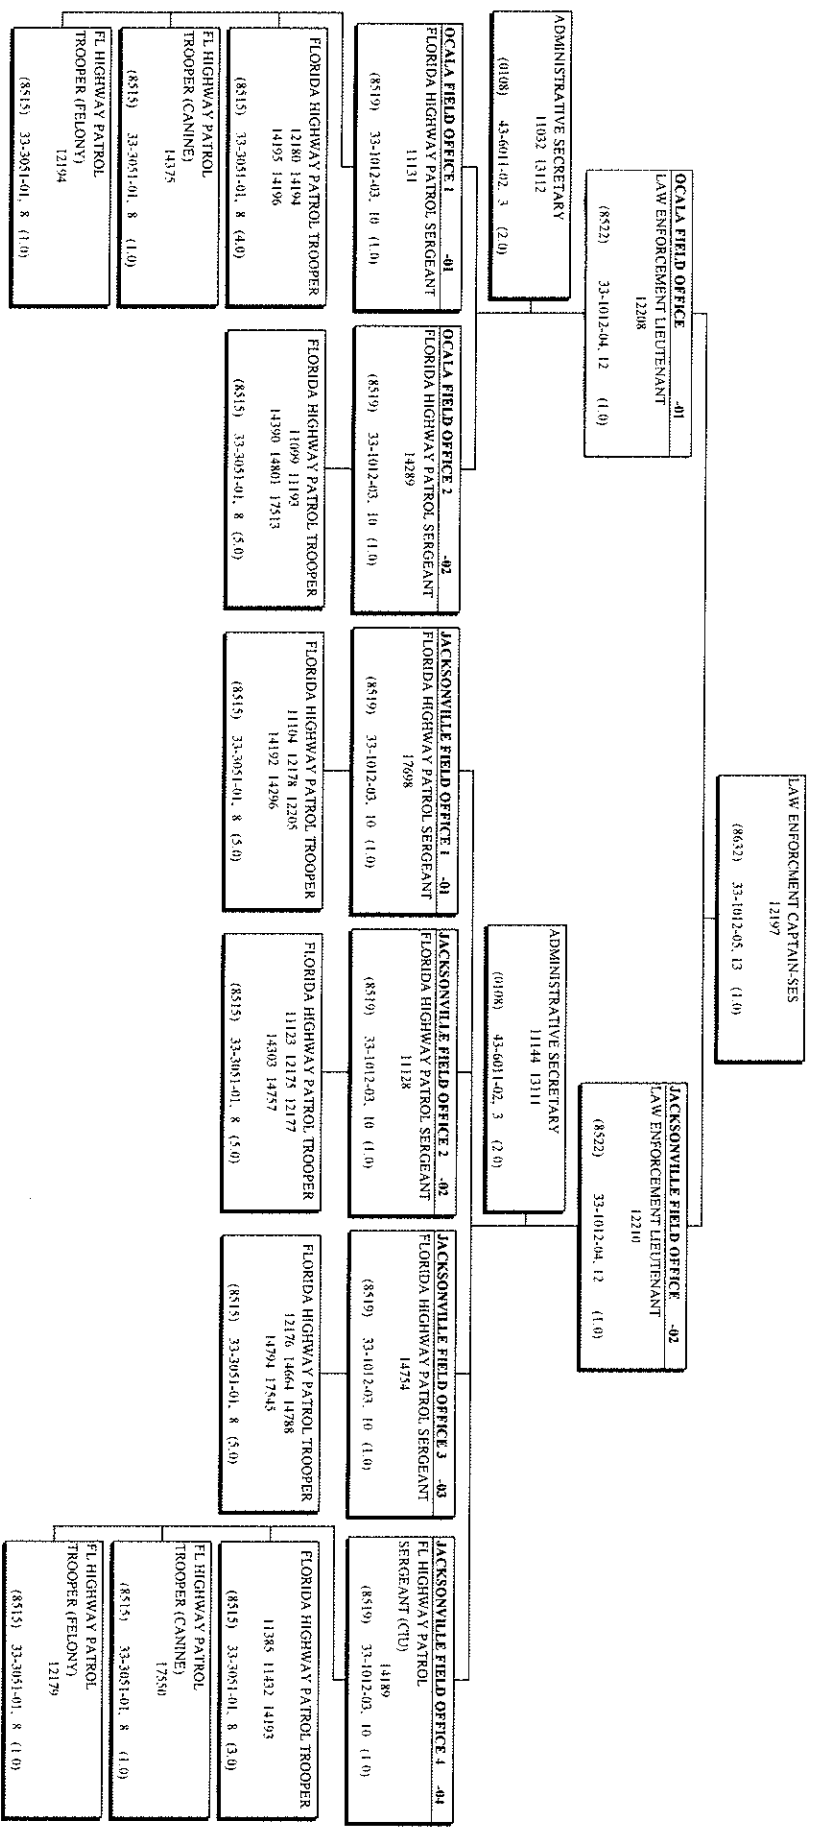 LAW ENFORCMENT CAPTAIN-SES
12197
(8632) 33-1012-05, 13 (1.0)
OCALA FIELD OFFICE -01
LAW ENFORCEMENT LIEUTENANT
12208
(8522) 33-1012-04, 12 (1.0)
JACKSONVILLE FIELD OFFICE -02
LAW ENFORCEMENT LIEUTENANT
12210
(8522) 33-1012-04, 12 (1.0)
ADMINISTRATIVE SECRETARY
11032 13112
(0108) 43-6011-02, 3 (2.0)
ADMINISTRATIVE SECRETARY
11144 13111
(0108) 43-6011-02, 3 (2.0)
OCALA FIELD OFFICE 1 -01
FLORIDA HIGHWAY PATROL SERGEANT
11131
(8519) 33-1012-03, 10 (1.0)
OCALA FIELD OFFICE 2 -02
FLORIDA HIGHWAY PATROL SERGEANT
14289
(8519) 33-1012-03, 10 (1.0)
JACKSONVILLE FIELD OFFICE 1 -01
FLORIDA HIGHWAY PATROL SERGEANT
17698
(8519) 33-1012-03, 10 (1.0)
JACKSONVILLE FIELD OFFICE 2 -02
FLORIDA HIGHWAY PATROL SERGEANT
11128
(8519) 33-1012-03, 10 (1.0)
JACKSONVILLE FIELD OFFICE 3 -03
FLORIDA HIGHWAY PATROL SERGEANT
14754
(8519) 33-1012-03, 10 (1.0)
JACKSONVILLE FIELD OFFICE 4 -04
FL HIGHWAY PATROL
SERGEANT (CIU)
14189
(8519) 33-1012-03, 10 (1.0)
FLORIDA HIGHWAY PATROL TROOPER
12180 14194
14195 14196
(8515) 33-3051-01, 8 (4.0)
FLORIDA HIGHWAY PATROL TROOPER
11099 11193
14390 14801 17513
(8515) 33-3051-01, 8 (5.0)
FLORIDA HIGHWAY PATROL TROOPER
11104 12178 12205
14192 14296
(8515) 33-3051-01, 8 (5.0)
FLORIDA HIGHWAY PATROL TROOPER
11123 12175 12177
14303 14757
(8515) 33-3051-01, 8 (5.0)
FLORIDA HIGHWAY PATROL TROOPER
12176 14664 14788
14794 17545
(8515) 33-3051-01, 8 (5.0)
FLORIDA HIGHWAY PATROL TROOPER
11385 11432 14193
(8515) 33-3051-01, 8 (3.0)
FL HIGHWAY PATROL
TROOPER (CANINE)
14375
(8515) 33-3051-01, 8 (1.0)
FL HIGHWAY PATROL
TROOPER (CANINE)
17550
(8515) 33-3051-01, 8 (1.0)
FL HIGHWAY PATROL
TROOPER (FELONY)
12194
(8515) 33-3051-01, 8 (1.0)
FL HIGHWAY PATROL
TROOPER (FELONY)
12179
(8515) 33-3051-01, 8 (1.0)